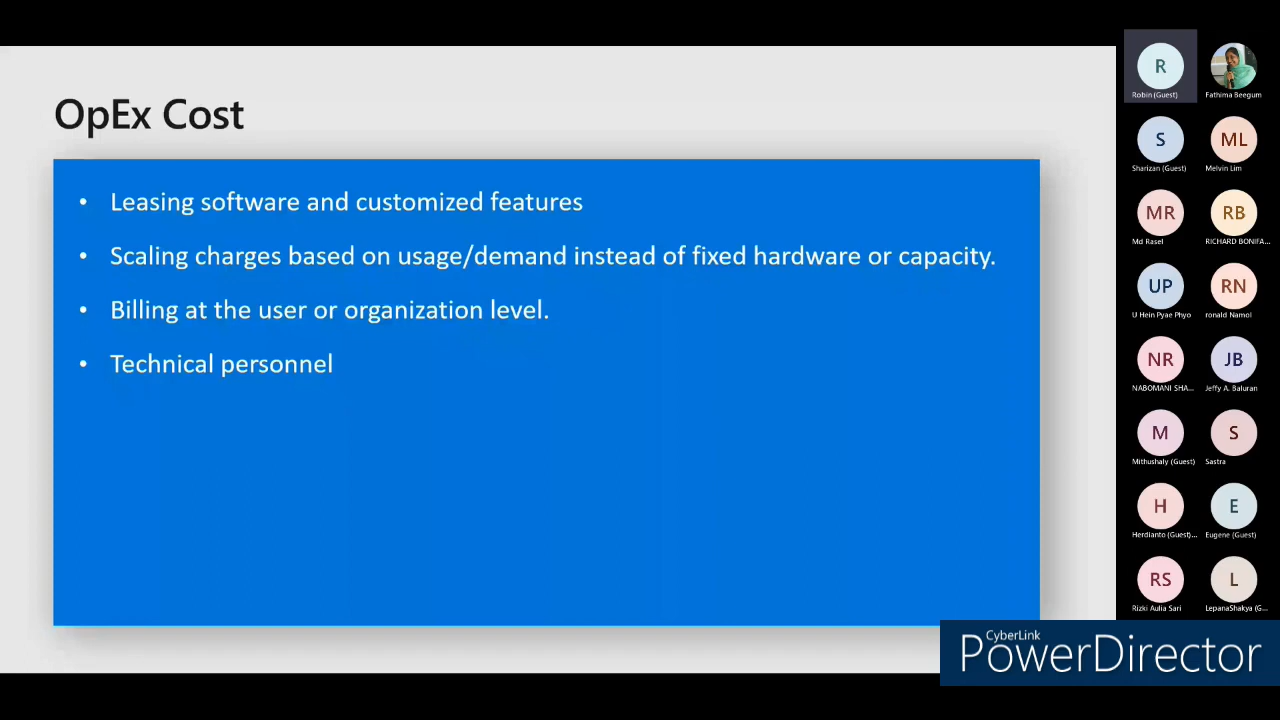 OpEx Cost
• Leasing software and customized features
• Scaling charges based on usage/demand instead of fixed hardware or capacity.
• Billing at the user or organization level.
• Technical personnel
R
Robin (Guest)
Fathima Beegum
S
Sharizan (Guest)
ML
Melvin Lim
MR
Md Rasel
RB
RICHARD BONIFA...
UP
U Hein Pyae Phyo
RN
ronald Namol
NR
NABOMANI SHA...
JB
Jeffy A. Baluran
M
Mithushaly (Guest)
S
Sastra
H
Herdianto (Guest)...
E
Eugene (Guest)
RS
Rizki Aulia Sari
L
LepanaShakya (G...
CyberLink
PowerDirector